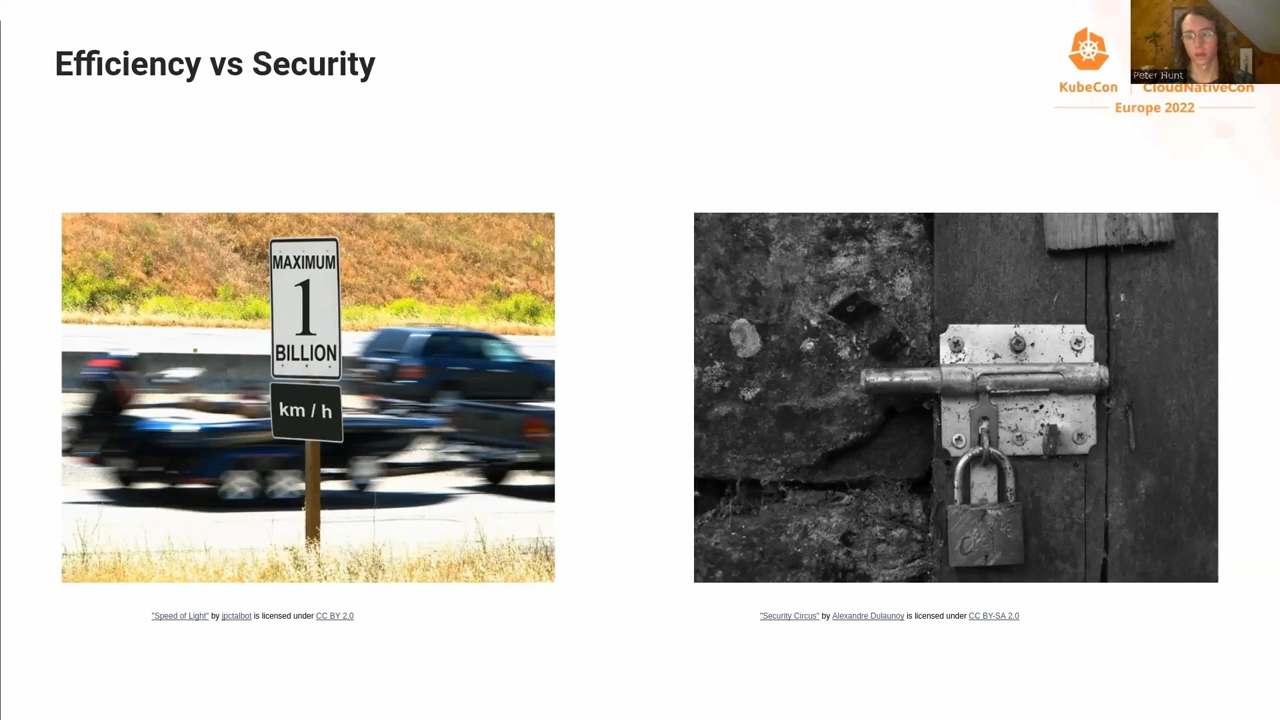 Efficiency vs Security
Peter Hunt
KubeCon
CloudNativeCon
Europe 2022
MAXIMUM
1
BILLION
km / h
"Speed of Light" by jpctalbot is licensed under CC BY 2.0
"Security Circus" by Alexandre Dulaunoy is licensed under CC BY-SA 2.0